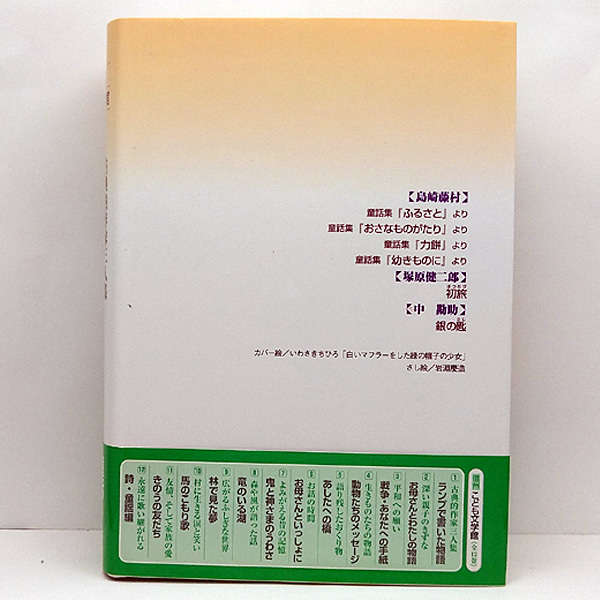 【島崎藤村】
童話集「ふるさと」より
童話集「おさなものがたり」より
童話集「力餅」より
童話集「幼きものに」より
【塚原健二郎】
初旅
【中 勘助】
銀の匙
カバー絵／いわさきちひろ「白いマフラーをした緑の帽子の少女」
さし絵／岩淵慶造
信州こども文学館〈全12巻〉
①古典的作家三人集
ランプで書いた物語
②深い親子のきずな
お母さんとわたしの物語
③平和への願い
戦争・あなたへの手紙
④生きものたちの物語
動物たちのメッセージ
⑤語り残したおくり物
あしたへの橋
⑥お話の時間
お母さんといっしょに
⑦よみがえる昔の記憶
鬼と神さまのうわさ
⑧森や風が語った話
竜のいる湖
⑨広がるふしぎな世界
林で見た夢
⑩村に生きる涙と笑い
馬のこもり歌
⑪友情、そして家族の愛
きのうの友だち
⑫永遠に歌い継がれる
詩・童謡編